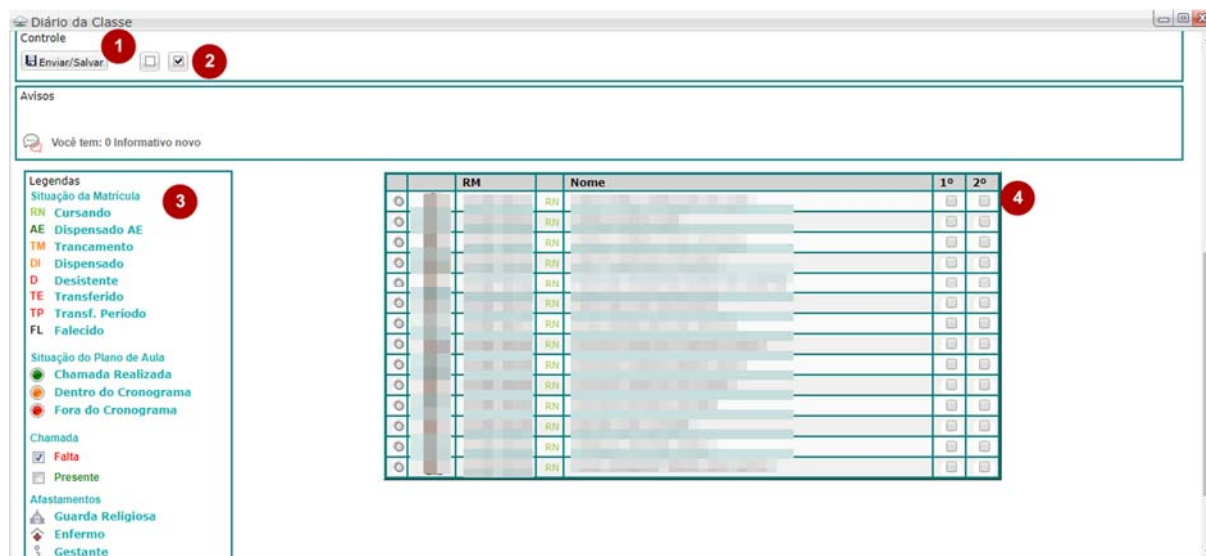 Diário da Classe
Controle
1
Enviar/Salvar
2
Avisos
Você tem: 0 Informativo novo
Legendas
Situação da Matrícula
3
RN Cursando
AE Dispensado AE
TM Trancamento
DI Dispensado
D Desistente
TE Transferido
TP Transf. Período
FL Falecido
Situação do Plano de Aula
Chamada Realizada
Dentro do Cronograma
Fora do Cronograma
Chamada
Falta
Presente
Afastamentos
Guarda Religiosa
Enfermo
Gestante
RM Nome 1º 2º
4
RN
RN
RN
RN
RN
RN
RN
RN
RN
RN
RN
RN
RN
RN